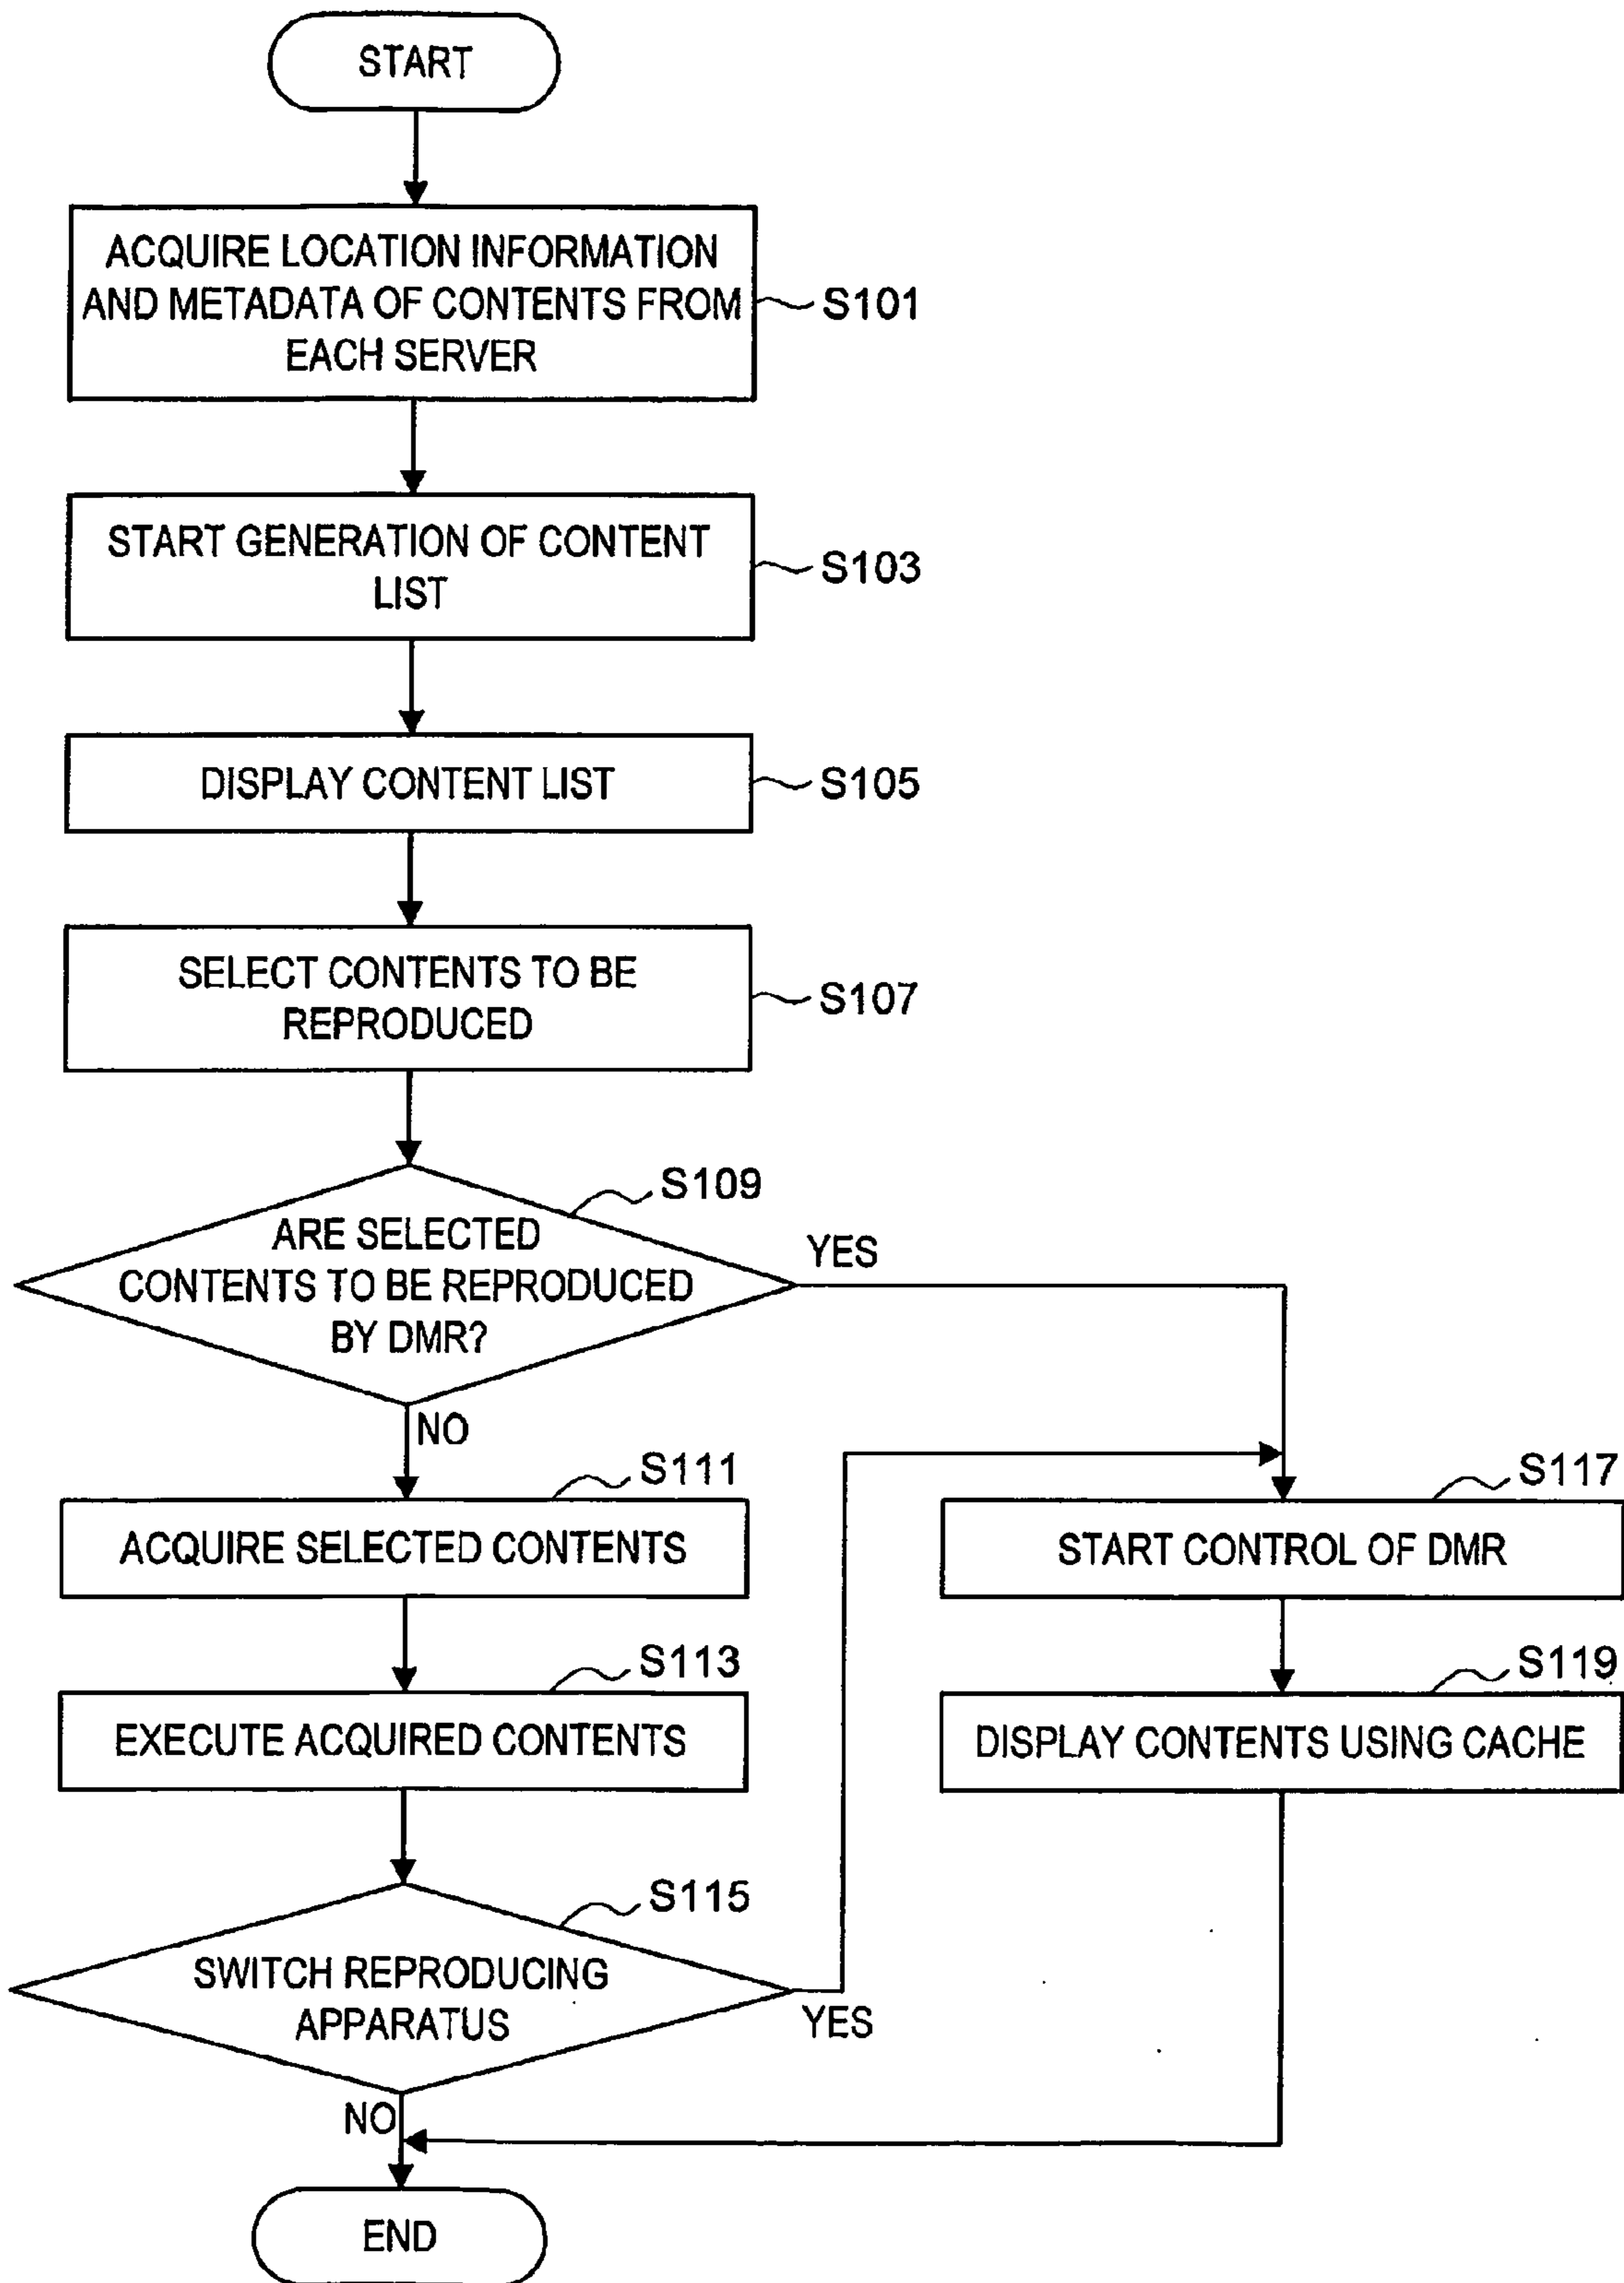 START
ACQUIRE LOCATION INFORMATION
AND METADATA OF CONTENTS FROM
EACH SERVER
S101
START GENERATION OF CONTENT
LIST
S103
DISPLAY CONTENT LIST
S105
SELECT CONTENTS TO BE
REPRODUCED
S107
S109
ARE SELECTED
CONTENTS TO BE REPRODUCED
BY DMR?
YES
NO
S111
ACQUIRE SELECTED CONTENTS
S113
EXECUTE ACQUIRED CONTENTS
S115
SWITCH REPRODUCING
APPARATUS
YES
NO
S117
START CONTROL OF DMR
S119
DISPLAY CONTENTS USING CACHE
END